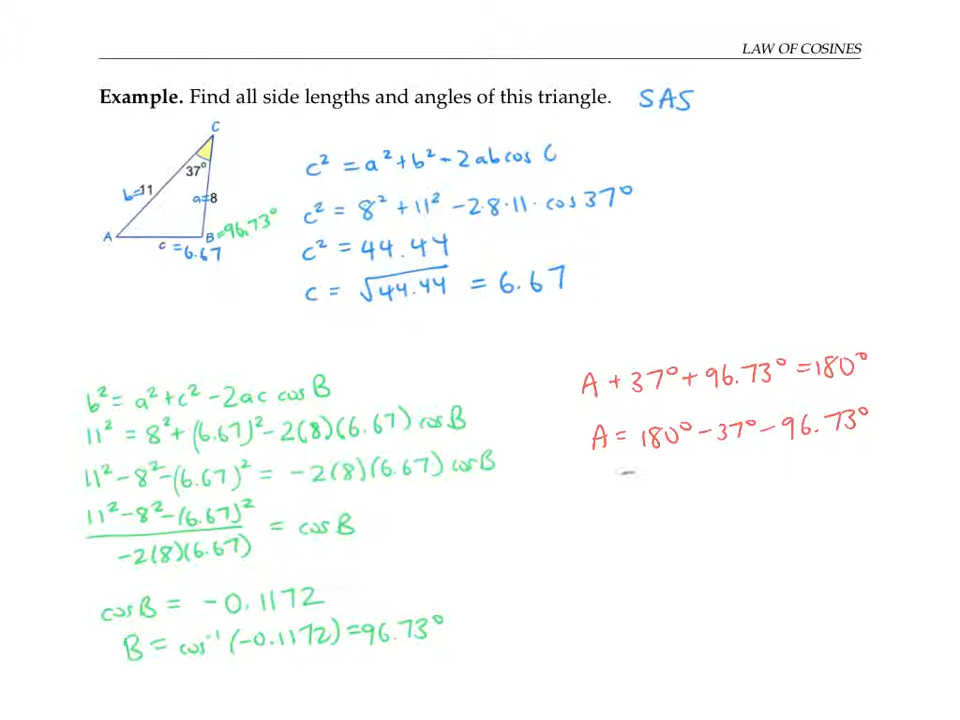 LAW OF COSINES
Example. Find all side lengths and angles of this triangle. SAS
C
37°
b=11
a=8
A
B=96.73°
c=6.67
c² = a² + b² - 2ab cos C
c² = 8² + 11² - 2·8·11· cos 37°
c² = 44.44
c = √44.44 = 6.67
b² = a² + c² - 2ac cos B
11² = 8² + (6.67)² - 2(8)(6.67) cos B
11² - 8² - (6.67)² = -2(8)(6.67) cos B
11² - 8² - (6.67)²
-2(8)(6.67)
= cos B
cos B = -0.1172
B = cos⁻¹(-0.1172) = 96.73°
A + 37° + 96.73° = 180°
A = 180° - 37° - 96.73°